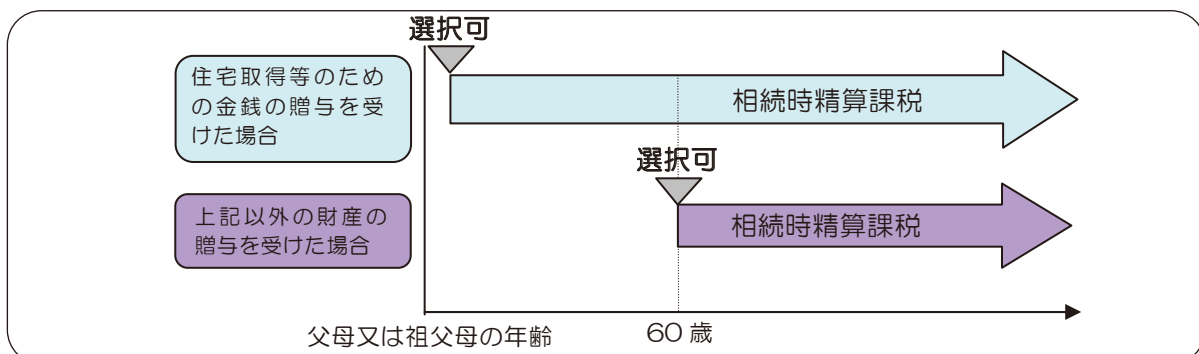 選択可
住宅取得等のため
の金銭の贈与を受
けた場合
相続時精算課税
選択可
上記以外の財産の
贈与を受けた場合
相続時精算課税
父母又は祖父母の年齢
60歳